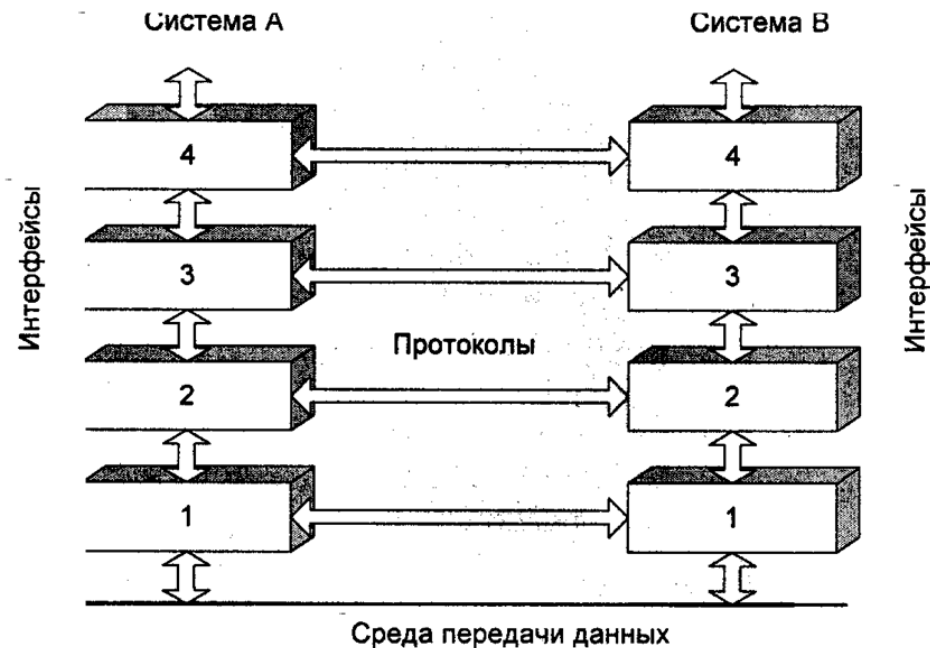 Система A
Система B
4
4
Интерфейсы
3
3
Интерфейсы
Протоколы
2
2
1
1
Среда передачи данных